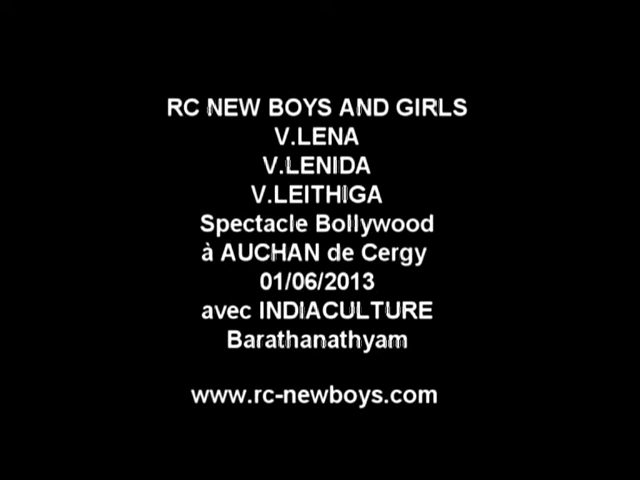 RC NEW BOYS AND GIRLS
V.LENA
V.LENIDA
V.LEITHIGA
Spectacle Bollywood
à AUCHAN de Cergy
01/06/2013
avec INDIACULTURE
Barathanathyam
www.rc-newboys.com